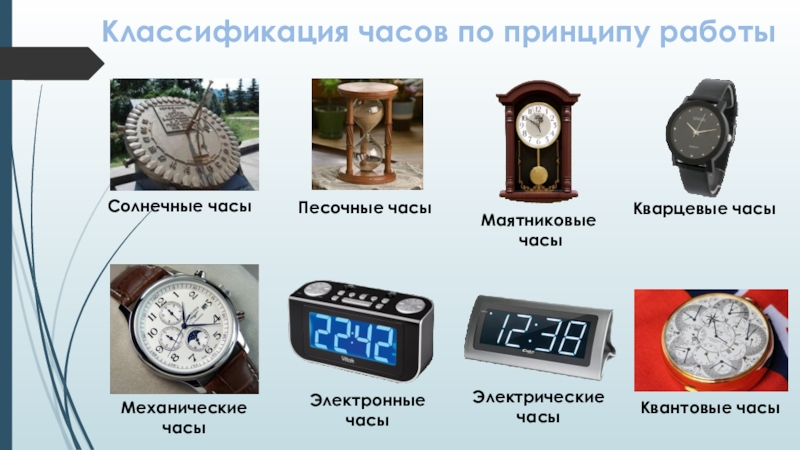 Классификация часов по принципу работы
Солнечные часы
Песочные часы
Маятниковые
часы
Кварцевые часы
22:42
12:38
Механические
часы
Электронные
часы
Электрические
часы
Квантовые часы